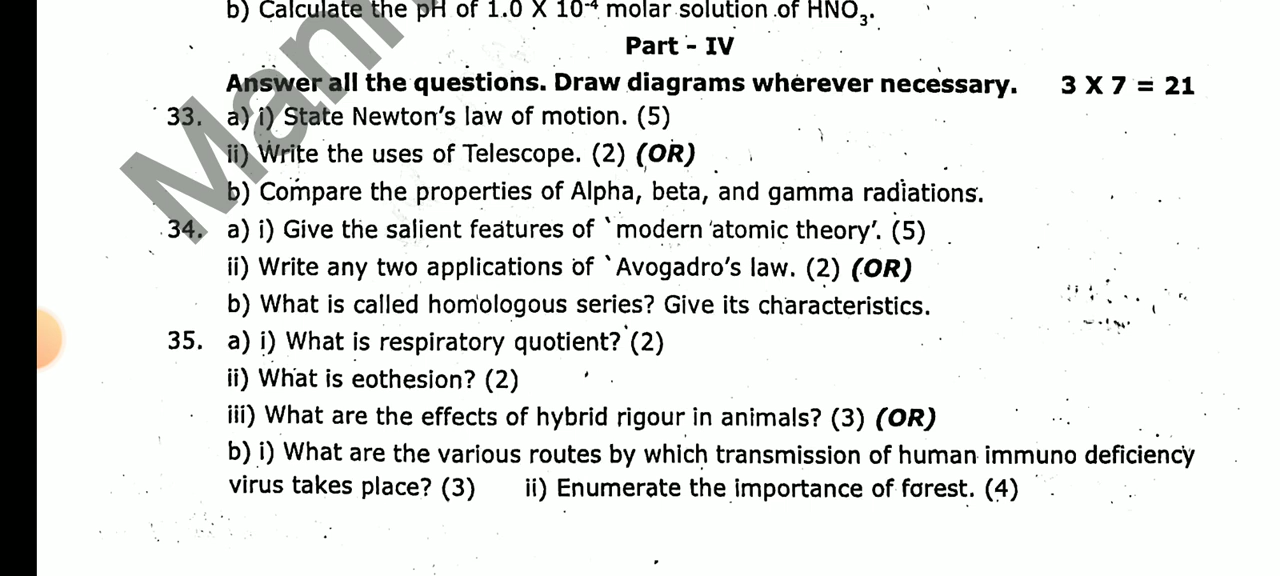 b) Calculate the pH of 1.0 X 10⁻⁴ molar solution of HNO₃.
Part - IV
Answer all the questions. Draw diagrams wherever necessary. 3 X 7 = 21
33. a) i) State Newton's law of motion. (5)
ii) Write the uses of Telescope. (2) (OR)
b) Compare the properties of Alpha, beta, and gamma radiations.
34. a) i) Give the salient features of `modern atomic theory'. (5)
ii) Write any two applications of `Avogadro's law. (2) (OR)
b) What is called homologous series? Give its characteristics.
35. a) i) What is respiratory quotient? (2)
ii) What is eothesion? (2)
iii) What are the effects of hybrid rigour in animals? (3) (OR)
b) i) What are the various routes by which transmission of human immuno deficiency
virus takes place? (3) ii) Enumerate the importance of forest. (4)